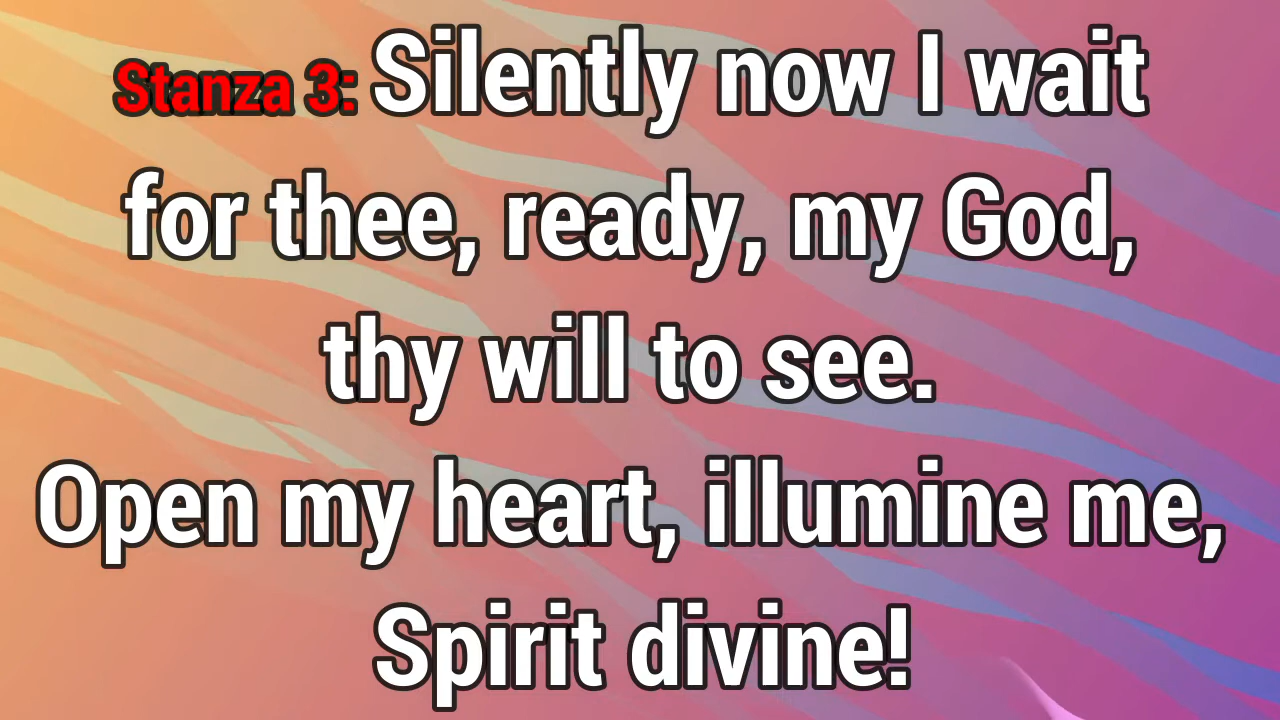 Stanza 3: Silently now I wait
for thee, ready, my God,
thy will to see.
Open my heart, illumine me,
Spirit divine!